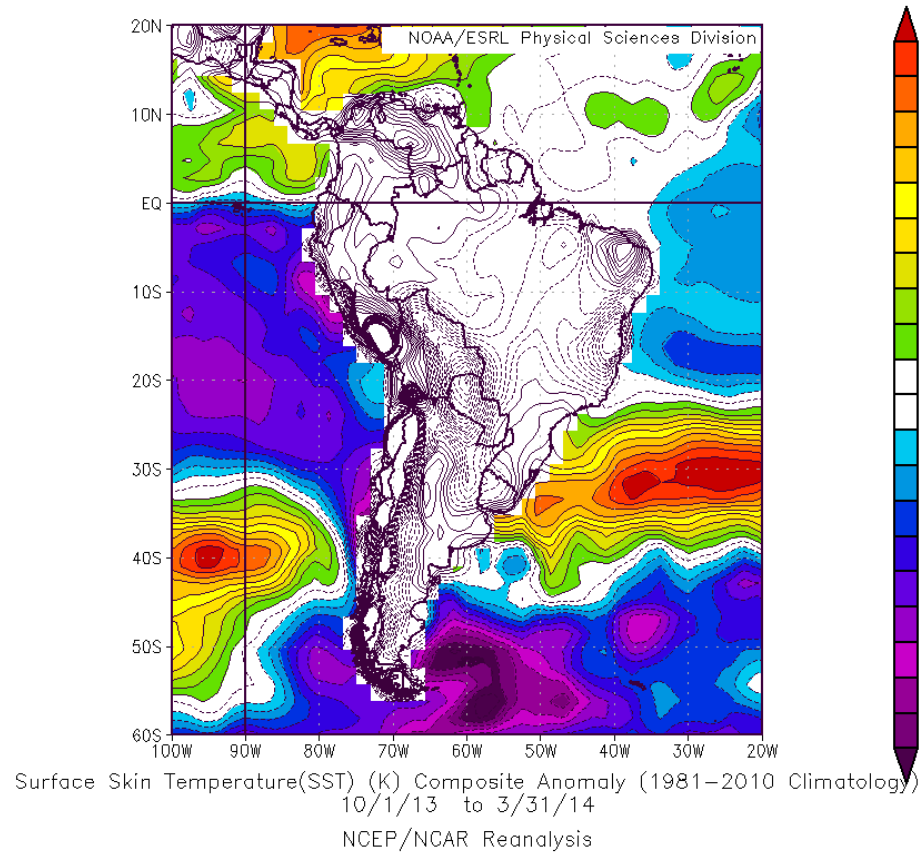 NOAA/ESRL Physical Sciences Division
20N
10N
EQ
10S
20S
30S
40S
50S
60S
100W 90W 80W 70W 60W 50W 40W 30W 20W
Surface Skin Temperature(SST) (K) Composite Anomaly (1981-2010 Climatology)
10/1/13 to 3/31/14
NCEP/NCAR Reanalysis